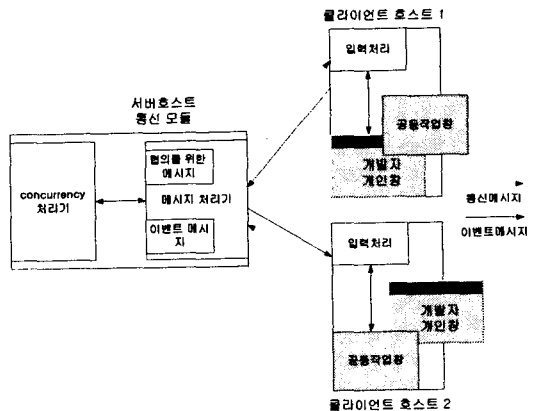 클라이언트 호스트 1
입력처리
공동작업창
개발자
개인창
서버호스트
통신 모듈
concurrency
처리기
협의를 위한
메시지
메시지 처리기
이벤트 메시
지
통신메시지
이벤트메시지
입력처리
개발자
개인창
공동작업창
클라이언트 호스트 2